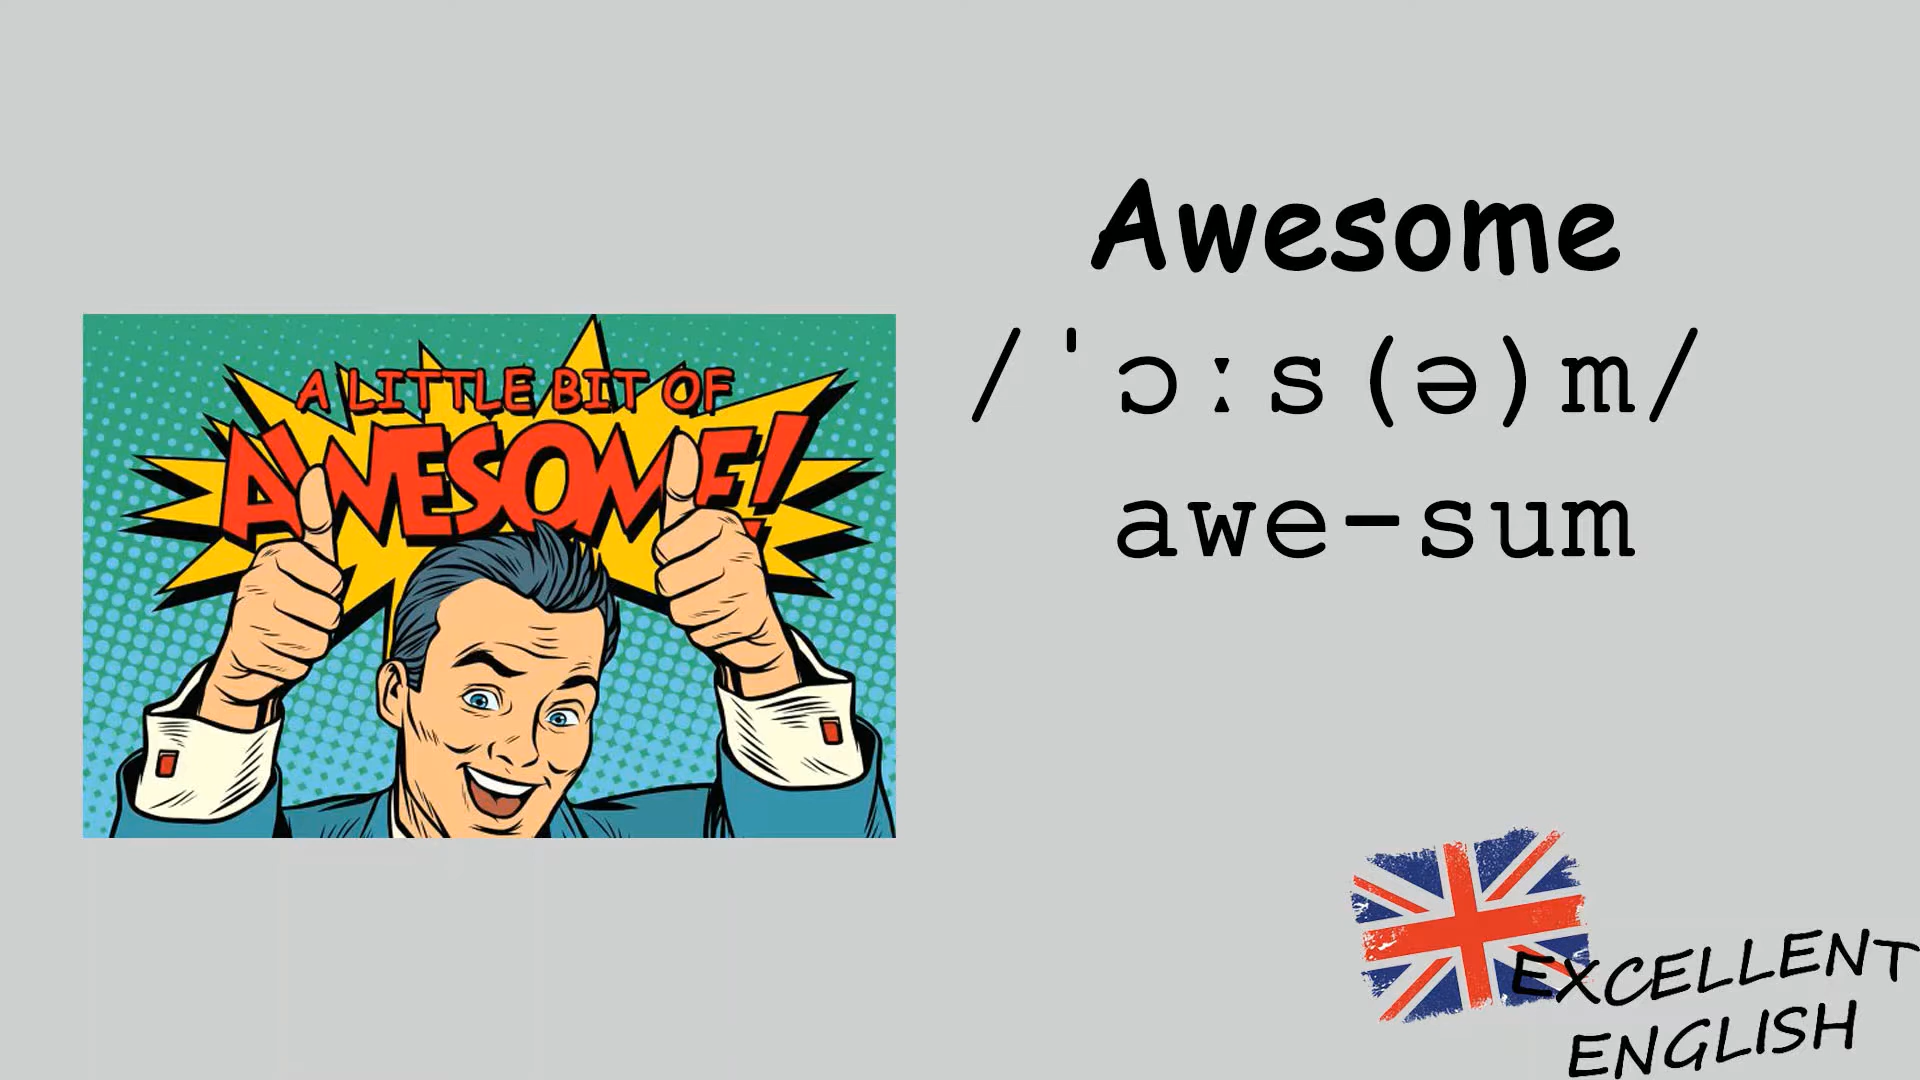 A LITTLE BIT OF
AWESOME!
Awesome
/ˈɔːs(ə)m/
awe-sum
EXCELLENT
ENGLISH